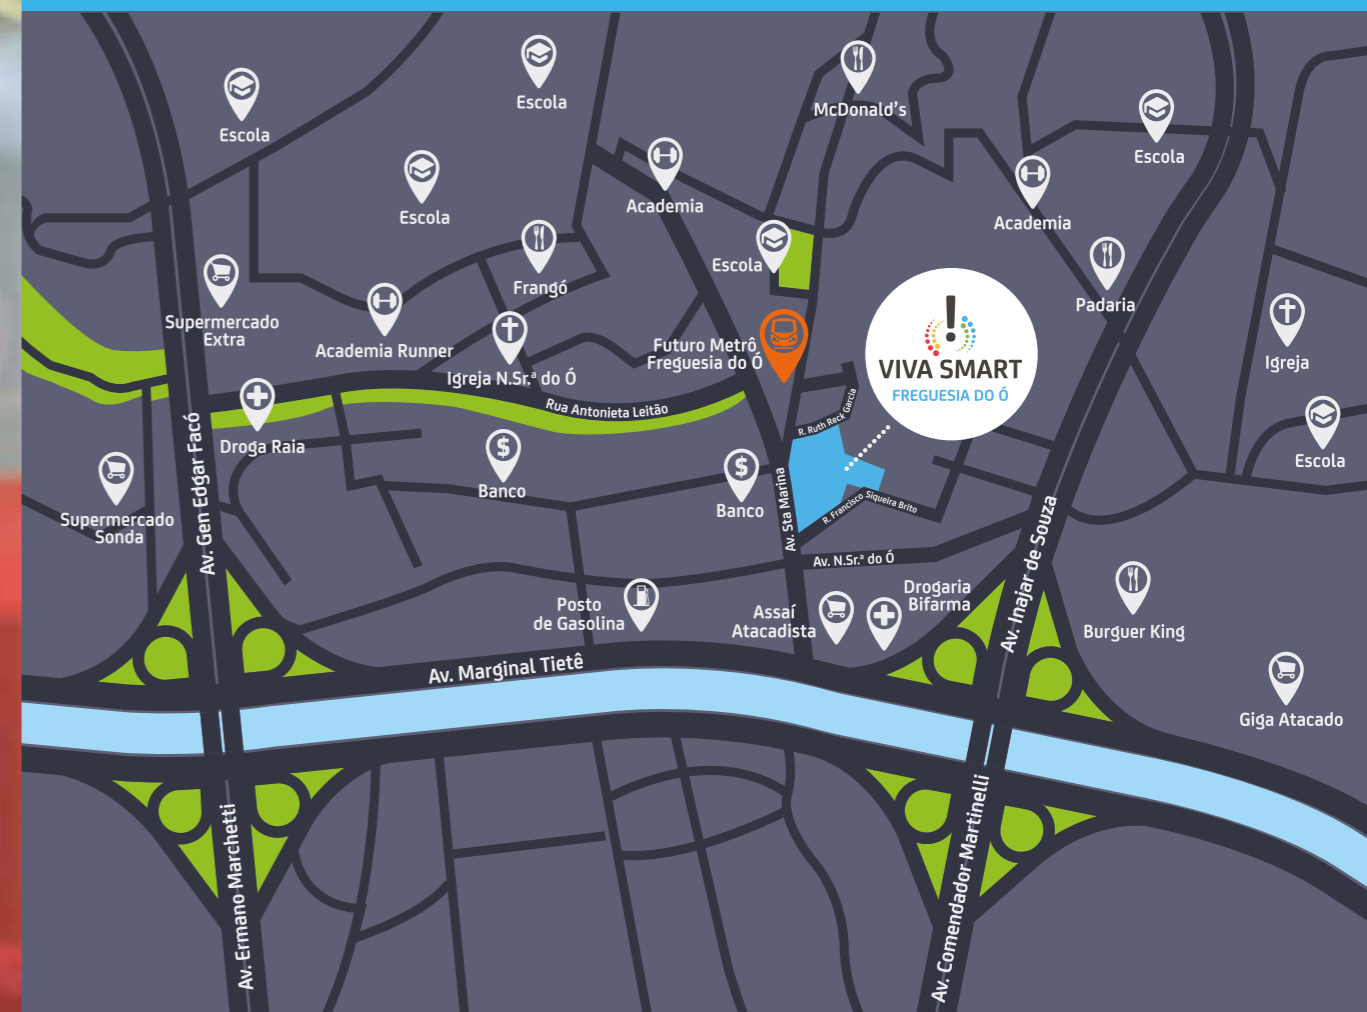 Escola
Escola
McDonald's
Escola
Escola
Academia
Academia
Escola
Frangó
Padaria
Supermercado
Extra
Academia Runner
Igreja N.Sr.ª do Ó
Futuro Metrô
Freguesia do Ó
!
VIVA SMART
FREGUESIA DO Ó
Igreja
Rua Antonieta Leitão
R. Ruth Reck Garcia
Droga Raia
Banco
Banco
Escola
Supermercado
Sonda
Av. Gen Edgar Facó
Av. Sta Marina
R. Francisco Siqueira Brito
Av. N.Sr.ª do Ó
Av. Inajar de Souza
Posto
de Gasolina
Assaí
Atacadista
Drogaria
Bifarma
Burguer King
Av. Marginal Tietê
Giga Atacado
Av. Ermano Marchetti
Av. Comendador Martinelli